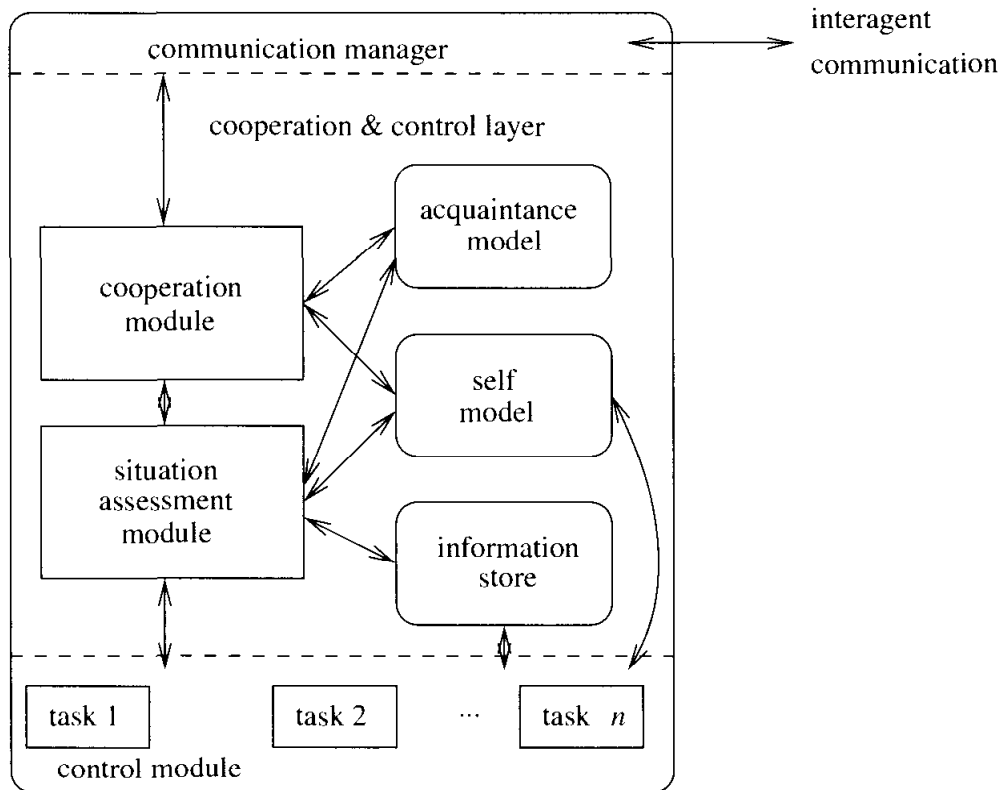 interagent
communication
communication manager
cooperation & control layer
acquaintance
model
cooperation
module
self
model
situation
assessment
module
information
store
task 1
task 2
...
task n
control module